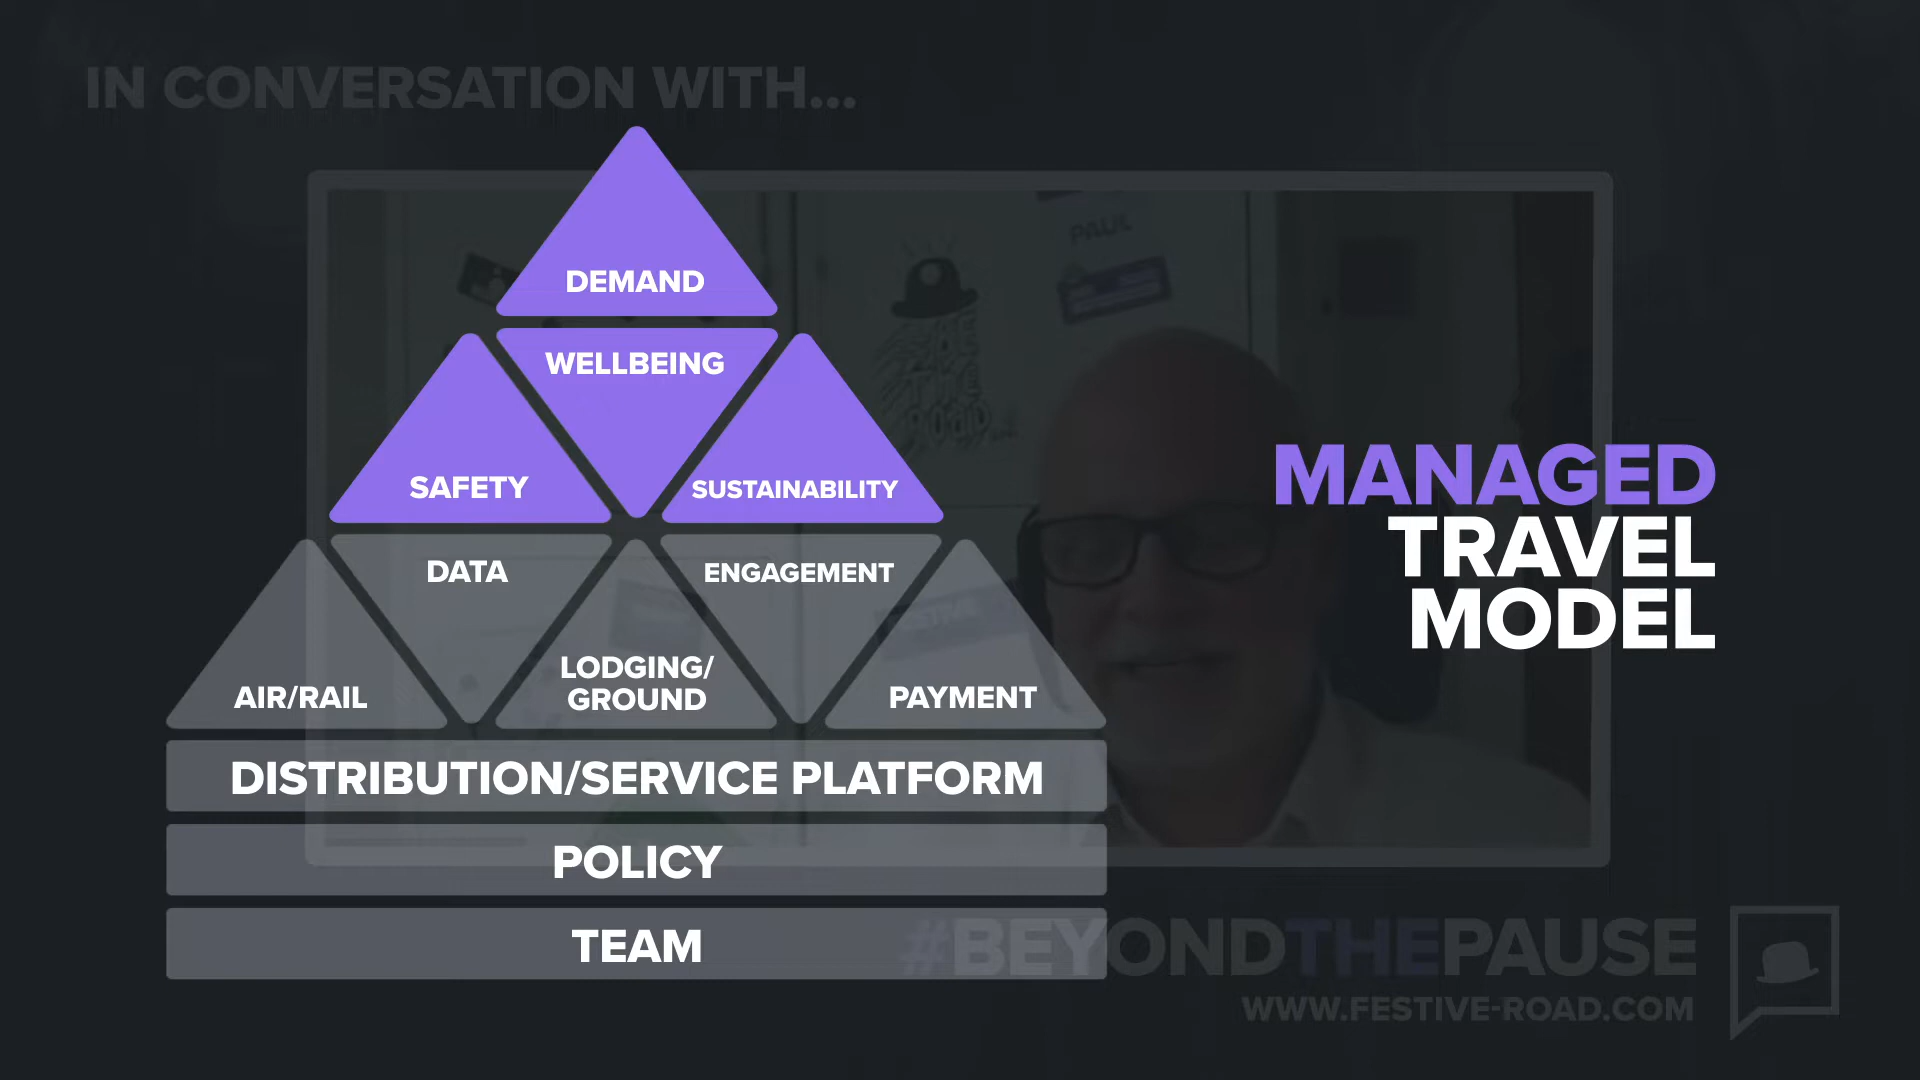 IN CONVERSATION WITH...
PAUL
DEMAND
WELLBEING
SAFETY
SUSTAINABILITY
DATA
ENGAGEMENT
AIR/RAIL
LODGING/
GROUND
PAYMENT
MANAGED
TRAVEL
MODEL
DISTRIBUTION/SERVICE PLATFORM
POLICY
TEAM
#BEYONDTHEPAUSE
WWW.FESTIVE-ROAD.COM